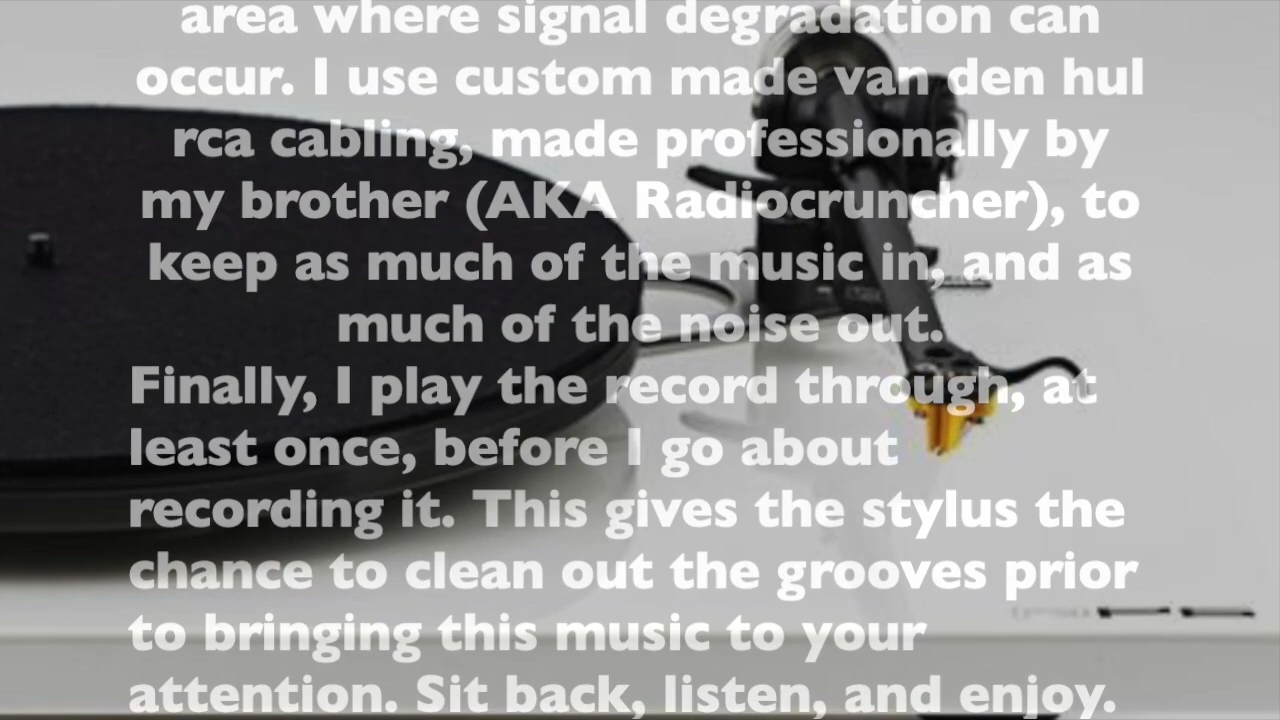 area where signal degradation can
occur. I use custom made van den hul
rca cabling, made professionally by
my brother (AKA Radiocruncher), to
keep as much of the music in, and as
much of the noise out.
Finally, I play the record through, at
least once, before I go about
recording it. This gives the stylus the
chance to clean out the grooves prior
to bringing this music to your
attention. Sit back, listen, and enjoy.